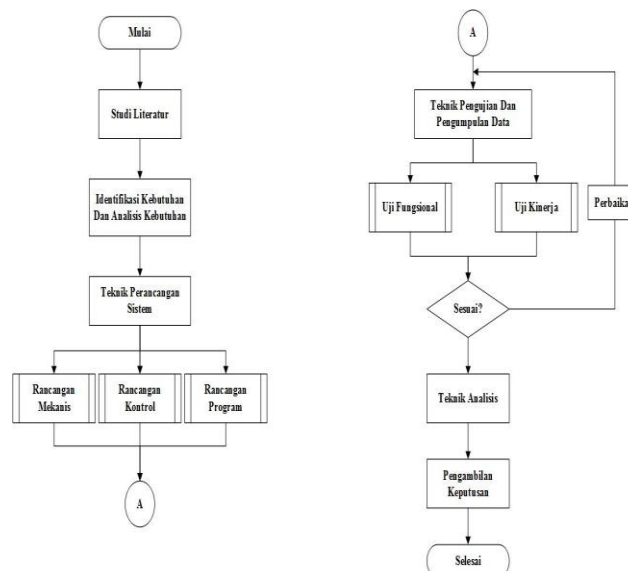 Mulai
Studi Literatur
Identifikasi Kebutuhan
Dan Analisis Kebutuhan
Teknik Perancangan
Sistem
Rancangan
Mekanis
Rancangan
Kontrol
Rancangan
Program
A
A
Teknik Pengujian Dan
Pengumpulan Data
Uji Fungsional
Uji Kinerja
Perbaika
Sesuai?
Teknik Analisis
Pengambilan
Keputusan
Selesai